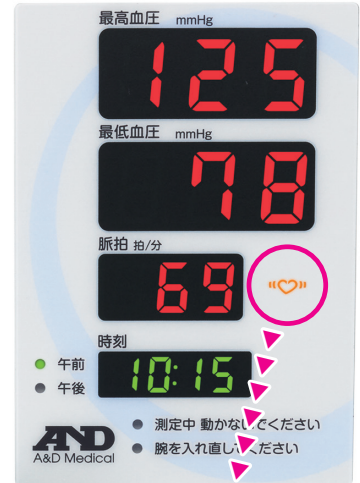 最高血圧 mmHg
125
最低血圧 mmHg
78
脈拍 拍/分
69
時刻
午前
10:15
午後
測定中 動かないでください
腕を入れ直してください
AND
A&D Medical